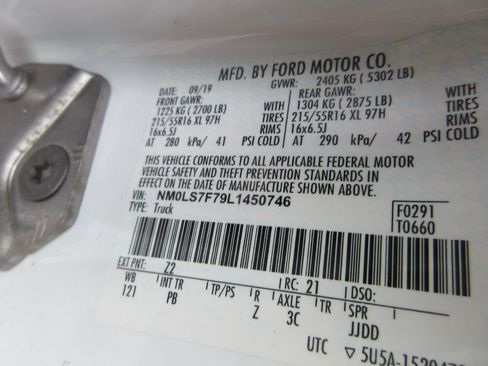 MFD. BY FORD MOTOR CO.
DATE: 09/19 GVWR: 2405 KG ( 5302 LB)
FRONT GAWR: REAR GAWR:
1225 KG ( 2700 LB) WITH 1304 KG ( 2875 LB) WITH
215/55R16 XL 97H TIRES 215/55R16 XL 97H TIRES
16x6.5J RIMS 16x6.5J RIMS
AT 280 kPa/ 41 PSI COLD AT 290 kPa/ 42 PSI COLD
THIS VEHICLE CONFORMS TO ALL APPLICABLE FEDERAL MOTOR
VEHICLE SAFETY AND THEFT PREVENTION STANDARDS IN EFFECT ON THE
DATE OF MANUFACTURE SHOWN ABOVE.
VIN: NM0LS7F79L1450746 F0291
TYPE: Truck T0660
EXT PNT: Z2 RC: 21 DSO:
WB INT TR TP/PS R AXLE TR SPR
121 PB Z 3C JJDD
UTC ▽